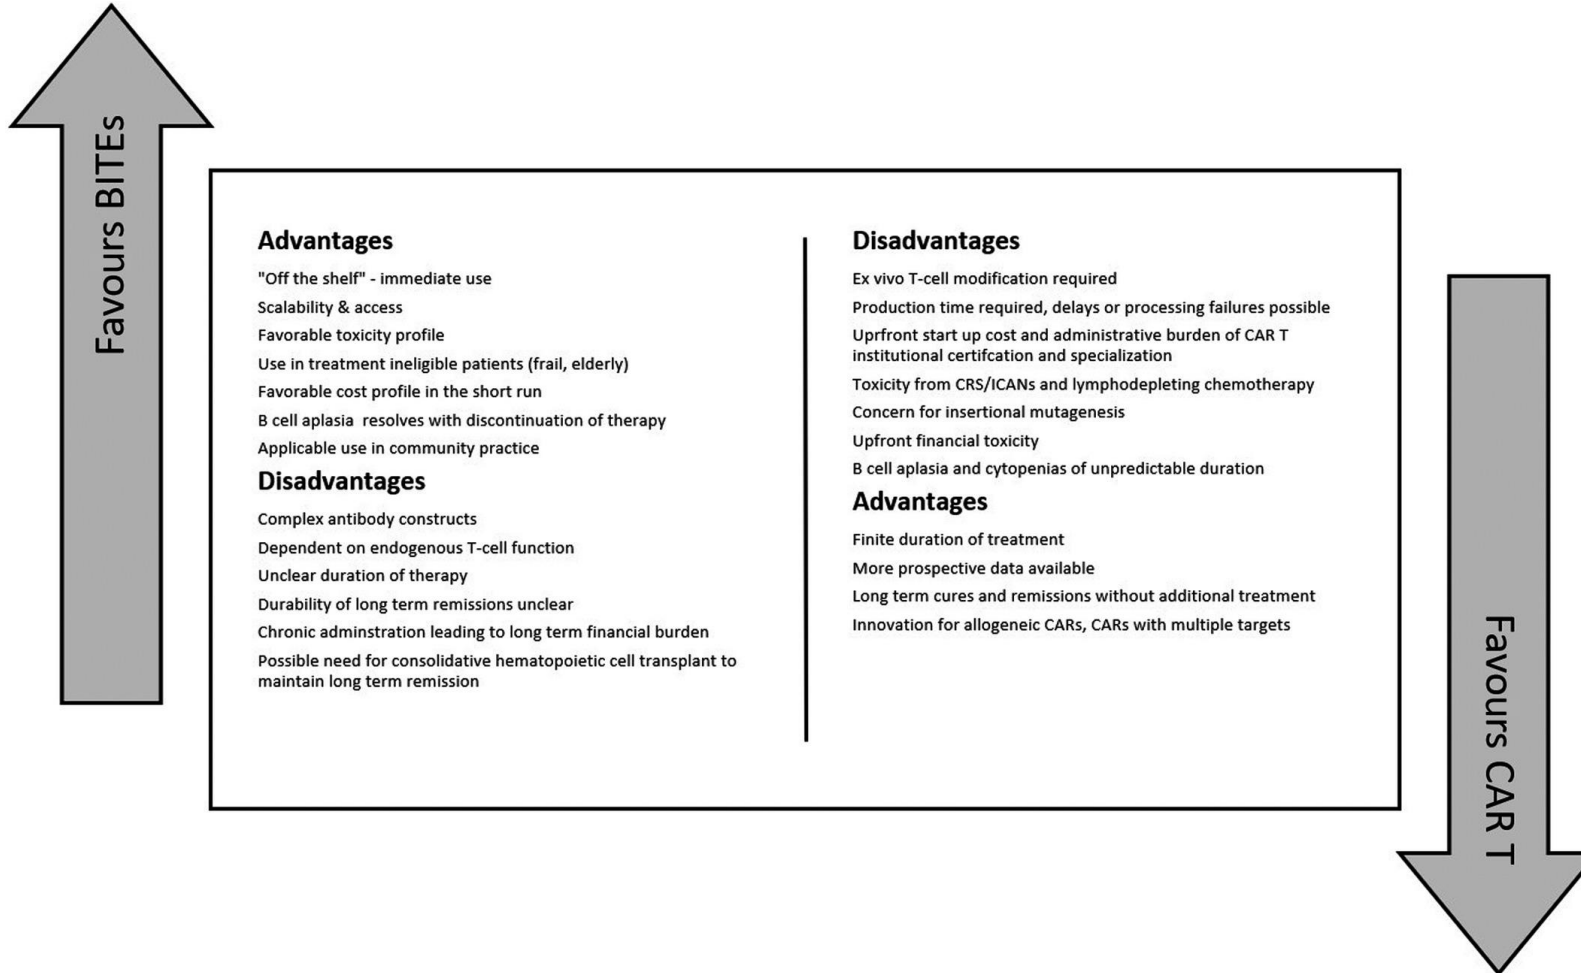 Favours BITEs
Advantages
"Off the shelf" - immediate use
Scalability & access
Favorable toxicity profile
Use in treatment ineligible patients (frail, elderly)
Favorable cost profile in the short run
B cell aplasia  resolves with discontinuation of therapy
Applicable use in community practice
Disadvantages
Complex antibody constructs
Dependent on endogenous T-cell function
Unclear duration of therapy
Durability of long term remissions unclear
Chronic adminstration leading to long term financial burden
Possible need for consolidative hematopoietic cell transplant to
maintain long term remission
Disadvantages
Ex vivo T-cell modification required
Production time required, delays or processing failures possible
Uprfront start up cost and administrative burden of CAR T
institutional certifcation and specialization
Toxicity from CRS/ICANs and lymphodepleting chemotherapy
Concern for insertional mutagenesis
Upfront financial toxicity
B cell aplasia and cytopenias of unpredictable duration
Advantages
Finite duration of treatment
More prospective data available
Long term cures and remissions without additional treatment
Innovation for allogeneic CARs, CARs with multiple targets
Favours CAR T